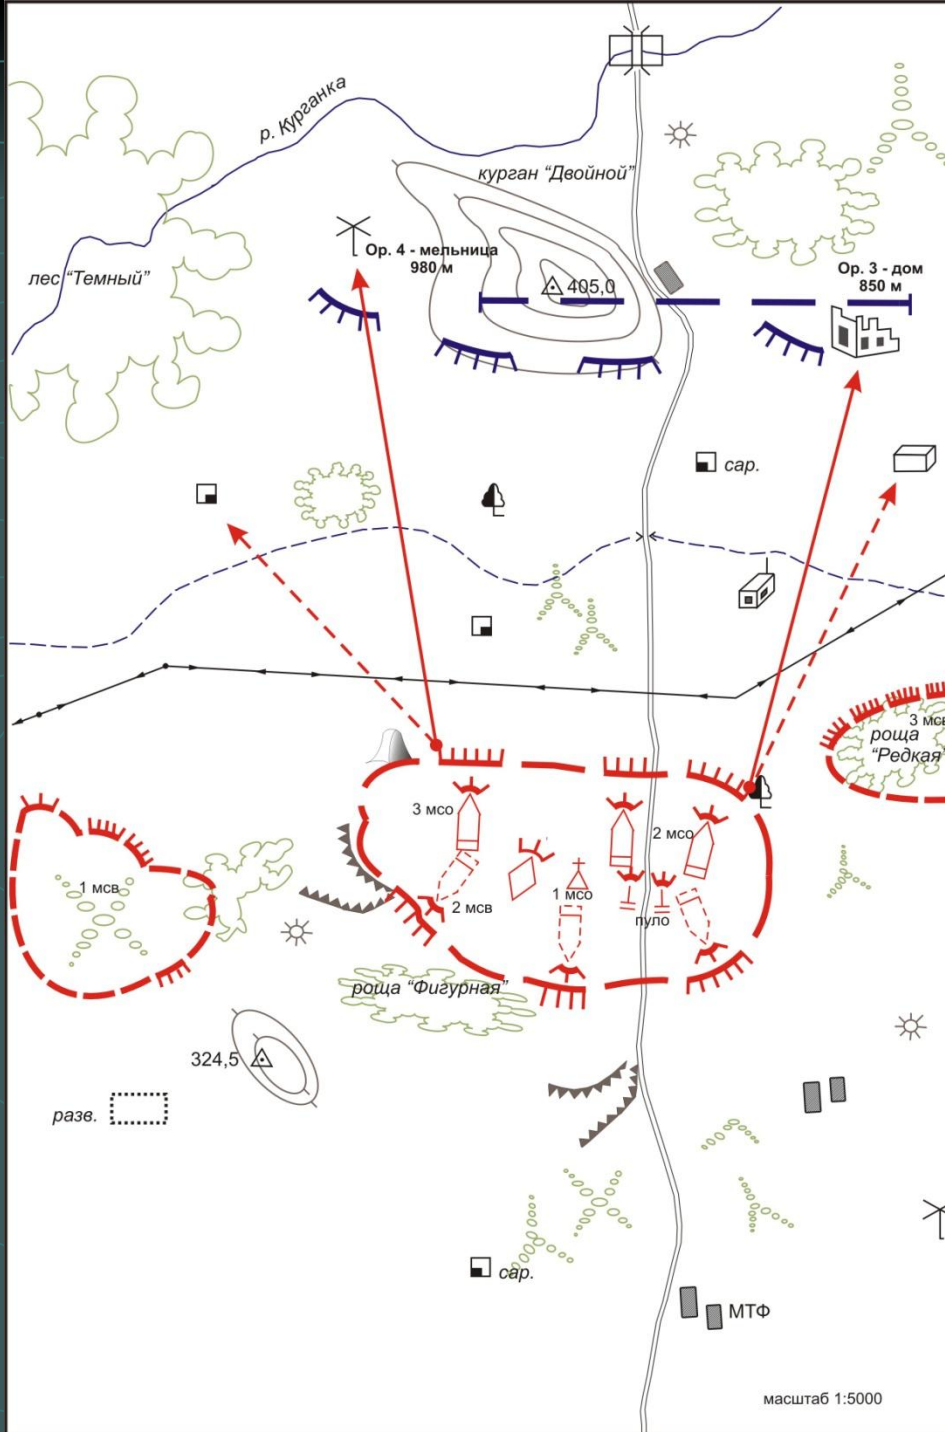 р. Курганка
курган “Двойной”
лес “Темный”
Ор. 4 - мельница
980 м
405,0
Ор. 3 - дом
850 м
сар.
3 мсв
роща
“Редкая”
3 мсо
2 мсо
1 мсв
2 мсв
1 мсо
пуло
роща “Фигурная”
324,5
разв.
сар.
МТФ
масштаб 1:5000